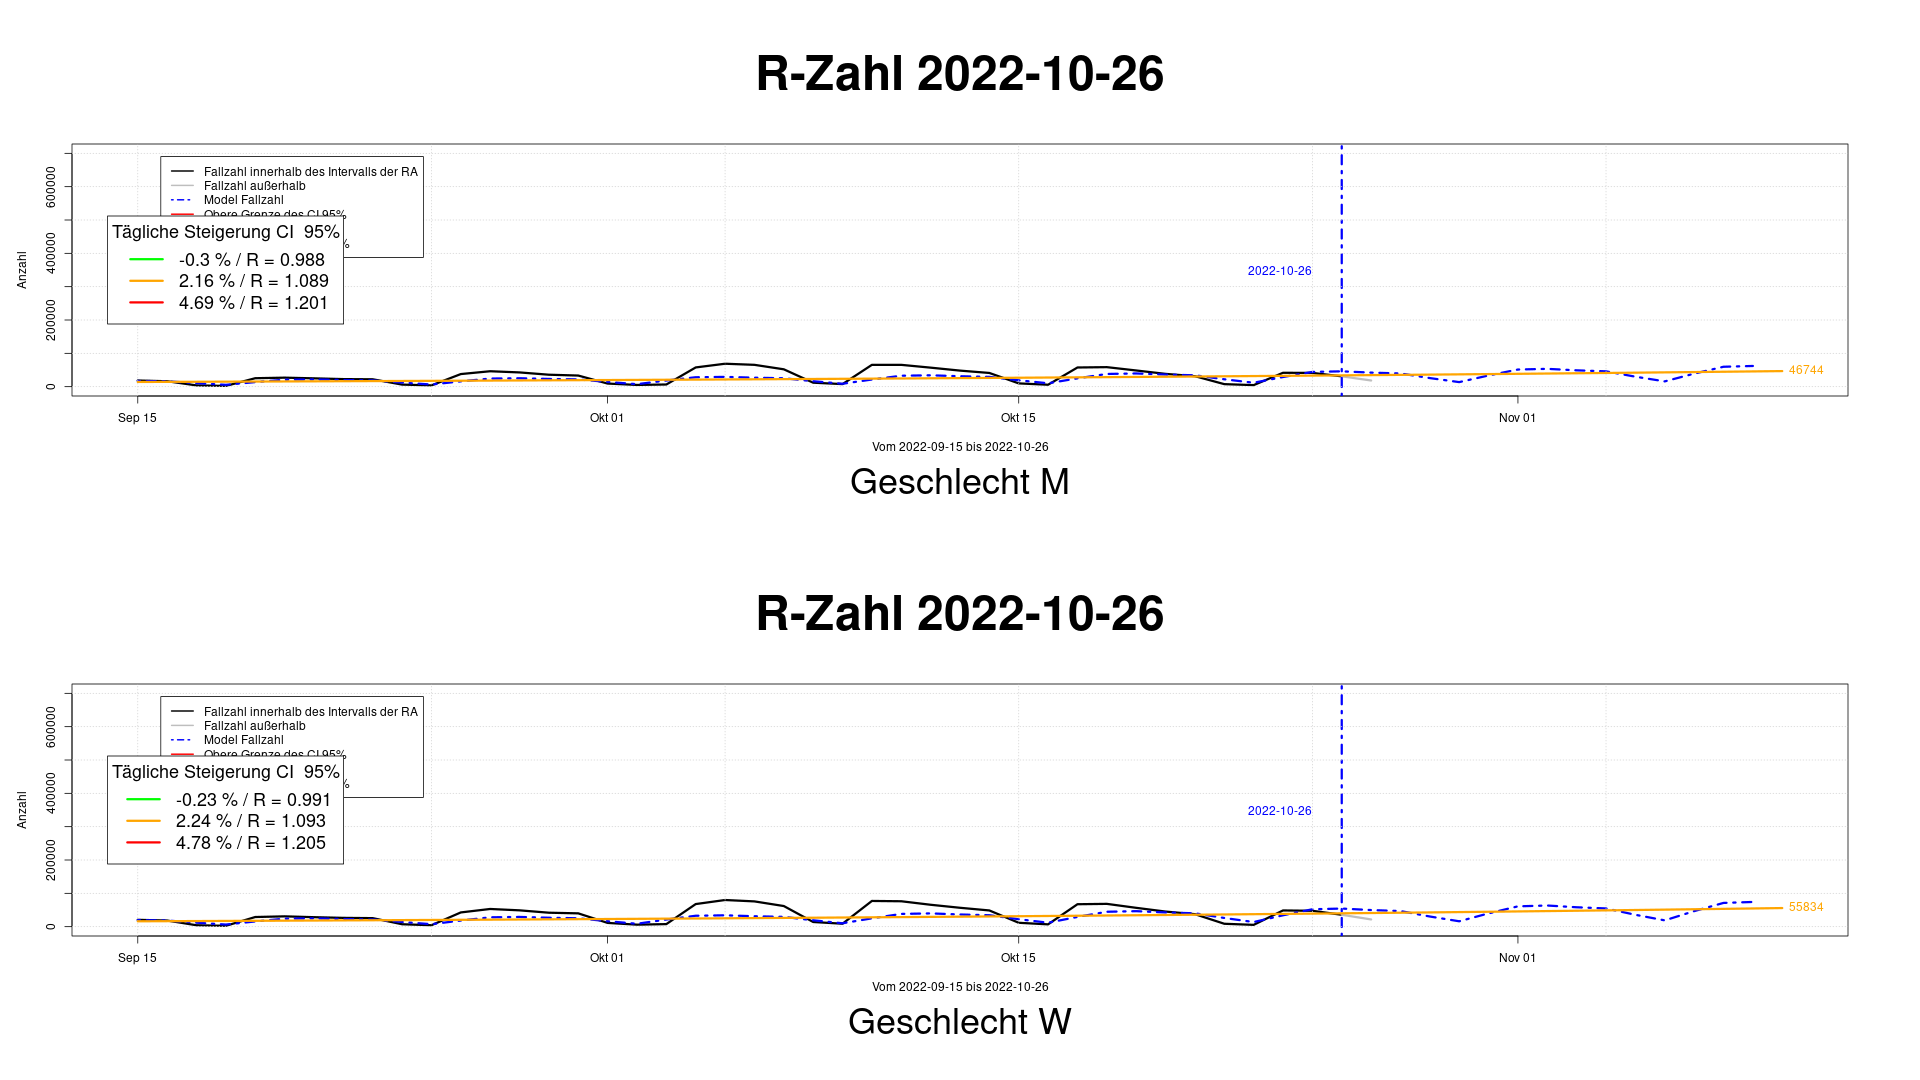 R-Zahl 2022-10-26
Fallzahl innerhalb des Intervalls der RA
Fallzahl außerhalb
Model Fallzahl
Obere Grenze des CI 95%
%
Tägliche Steigerung CI 95%
-0.3 % / R = 0.988
2.16 % / R = 1.089
4.69 % / R = 1.201
Anzahl
0
200000
400000
600000
2022-10-26
46744
Sep 15
Okt 01
Okt 15
Nov 01
Vom 2022-09-15 bis 2022-10-26
Geschlecht M
R-Zahl 2022-10-26
Fallzahl innerhalb des Intervalls der RA
Fallzahl außerhalb
Model Fallzahl
Obere Grenze des CI 95%
%
Tägliche Steigerung CI 95%
-0.23 % / R = 0.991
2.24 % / R = 1.093
4.78 % / R = 1.205
Anzahl
0
200000
400000
600000
2022-10-26
55834
Sep 15
Okt 01
Okt 15
Nov 01
Vom 2022-09-15 bis 2022-10-26
Geschlecht W